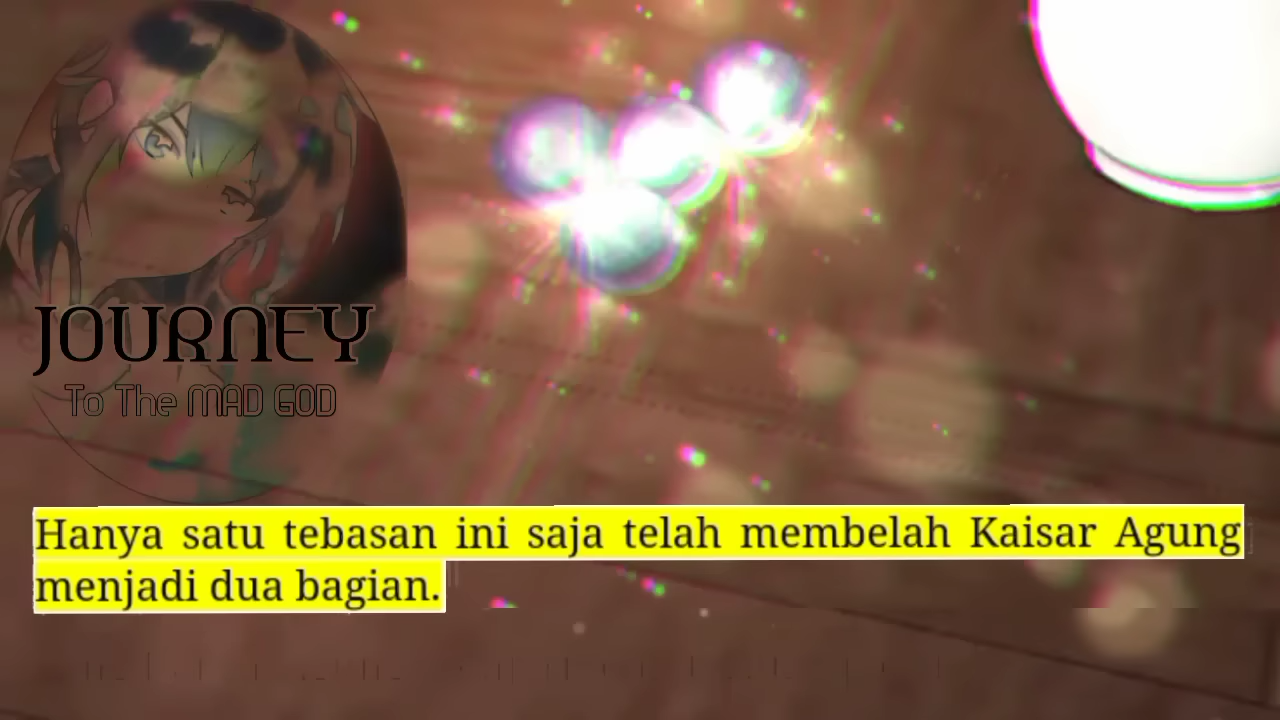 JOURNEY
To The MAD GOD
Hanya satu tebasan ini saja telah membelah Kaisar Agung
menjadi dua bagian.